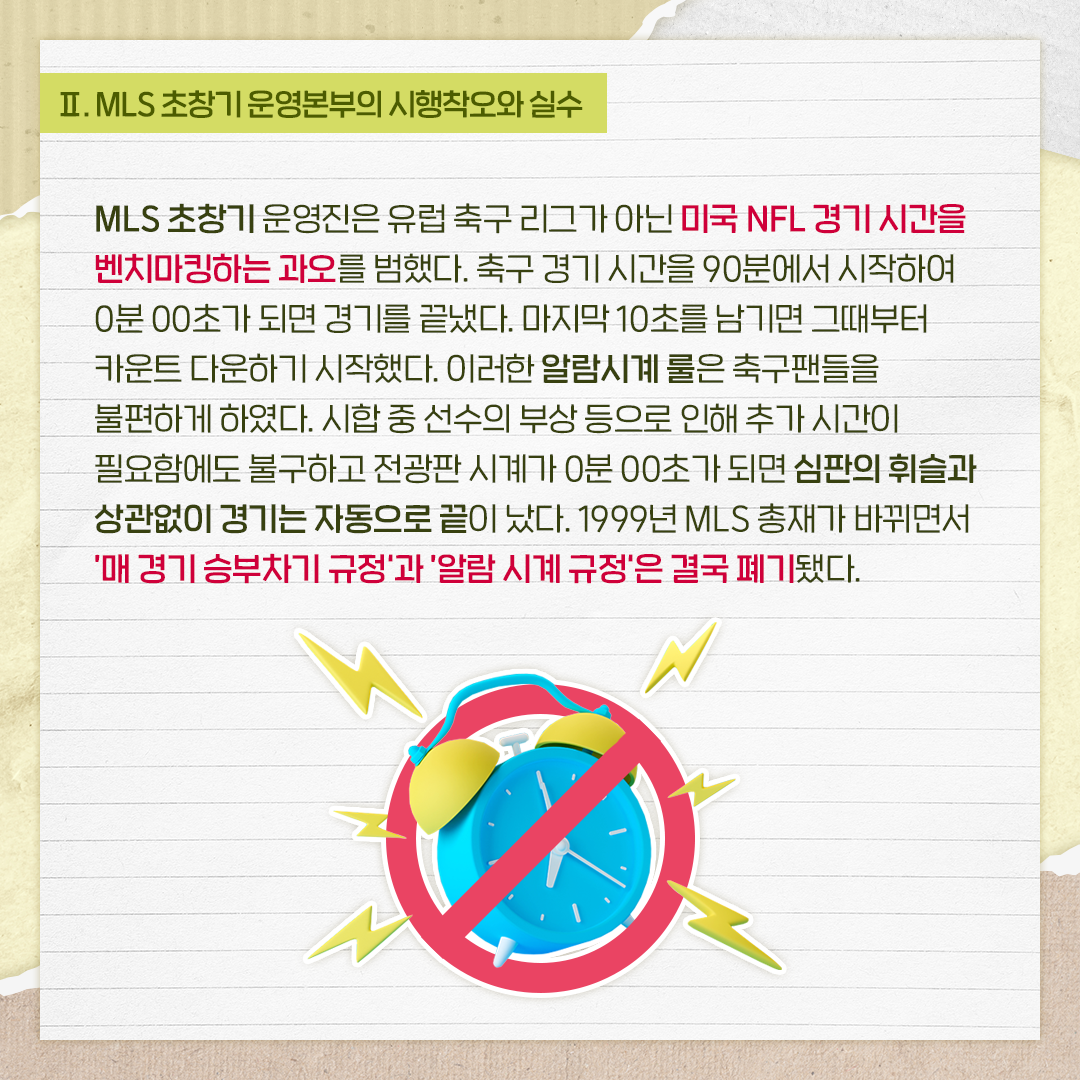 Ⅱ. MLS 초창기 운영본부의 시행착오와 실수
MLS 초창기 운영진은 유럽 축구 리그가 아닌 미국 NFL 경기 시간을
벤치마킹하는 과오를 범했다. 축구 경기 시간을 90분에서 시작하여
0분 00초가 되면 경기를 끝냈다. 마지막 10초를 남기면 그때부터
카운트 다운하기 시작했다. 이러한 알람시계 룰은 축구팬들을
불편하게 하였다. 시합 중 선수의 부상 등으로 인해 추가 시간이
필요함에도 불구하고 전광판 시계가 0분 00초가 되면 심판의 휘슬과
상관없이 경기는 자동으로 끝이 났다. 1999년 MLS 총재가 바뀌면서
'매 경기 승부차기 규정'과 '알람 시계 규정'은 결국 폐기됐다.